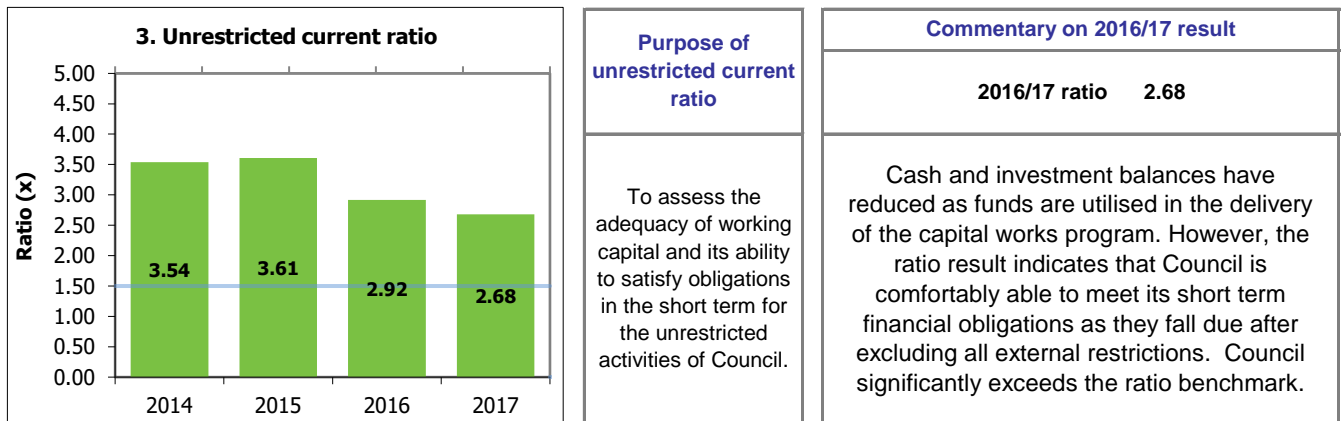 3. Unrestricted current ratio
5.00
4.50
4.00
3.50
3.00
2.50
2.00
1.50
1.00
0.50
0.00
Ratio (x)
3.54
3.61
2.92
2.68
2014
2015
2016
2017
Purpose of
unrestricted current
ratio
To assess the
adequacy of working
capital and its ability
to satisfy obligations
in the short term for
the unrestricted
activities of Council.
Commentary on 2016/17 result
2016/17 ratio 2.68
Cash and investment balances have
reduced as funds are utilised in the delivery
of the capital works program. However, the
ratio result indicates that Council is
comfortably able to meet its short term
financial obligations as they fall due after
excluding all external restrictions. Council
significantly exceeds the ratio benchmark.